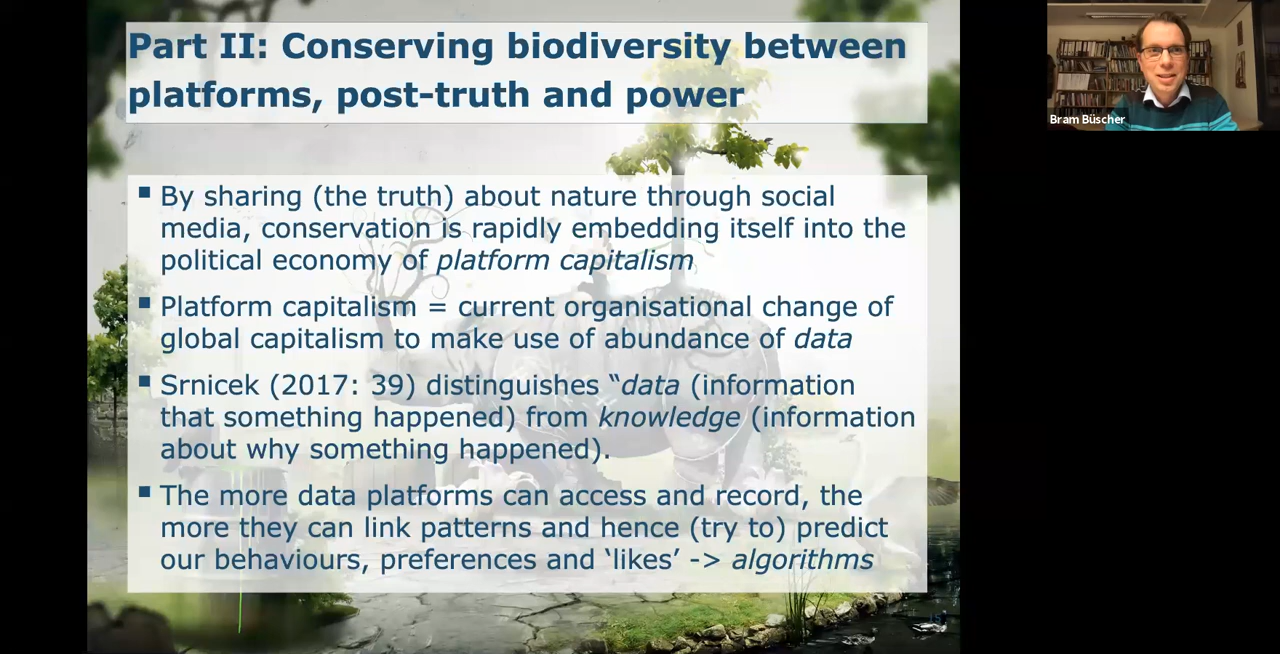 Part II: Conserving biodiversity between
platforms, post-truth and power
▪ By sharing (the truth) about nature through social
media, conservation is rapidly embedding itself into the
political economy of platform capitalism
▪ Platform capitalism = current organisational change of
global capitalism to make use of abundance of data
▪ Srnicek (2017: 39) distinguishes “data (information
that something happened) from knowledge (information
about why something happened).
▪ The more data platforms can access and record, the
more they can link patterns and hence (try to) predict
our behaviours, preferences and ‘likes’ -> algorithms
Bram Büscher